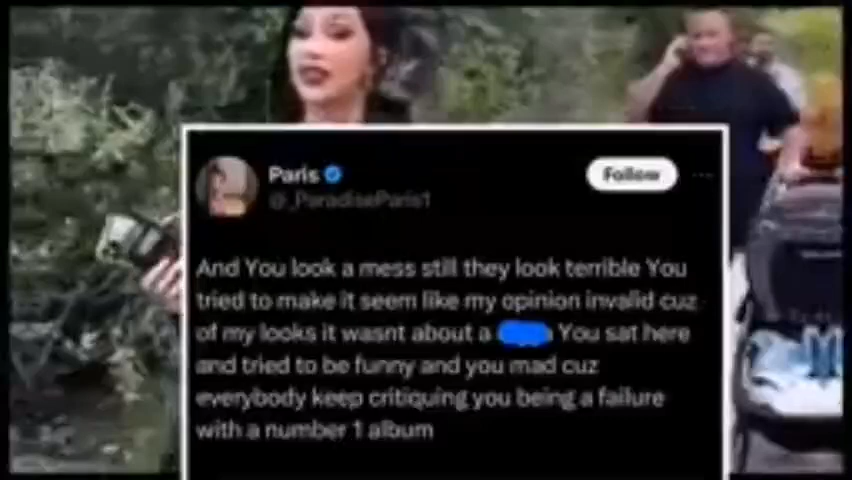 Paris
Follow
@_ParadiseParis1
And You look a mess still they look terrible You
tried to make it seem like my opinion invalid cuz
of my looks it wasnt about a You sat here
and tried to be funny and you mad cuz
everybody keep critiquing you being a failure
with a number 1 album